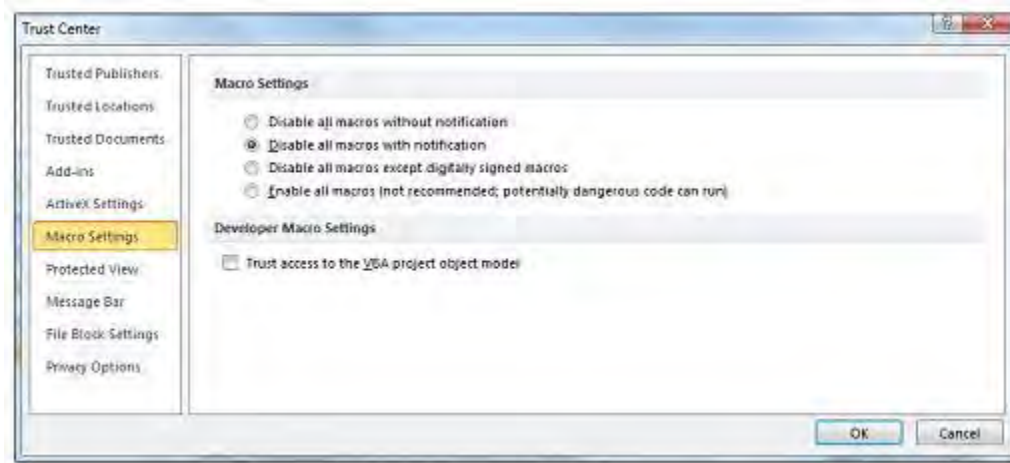 Trust Center
Trusted Publishers
Trusted Locations
Trusted Documents
Add-ins
ActiveX Settings
Macro Settings
Protected View
Message Bar
File Block Settings
Privacy Options
Macro Settings
Disable all macros without notification
Disable all macros with notification
Disable all macros except digitally signed macros
Enable all macros (not recommended; potentially dangerous code can run)
Developer Macro Settings
Trust access to the VBA project object model
OK
Cancel